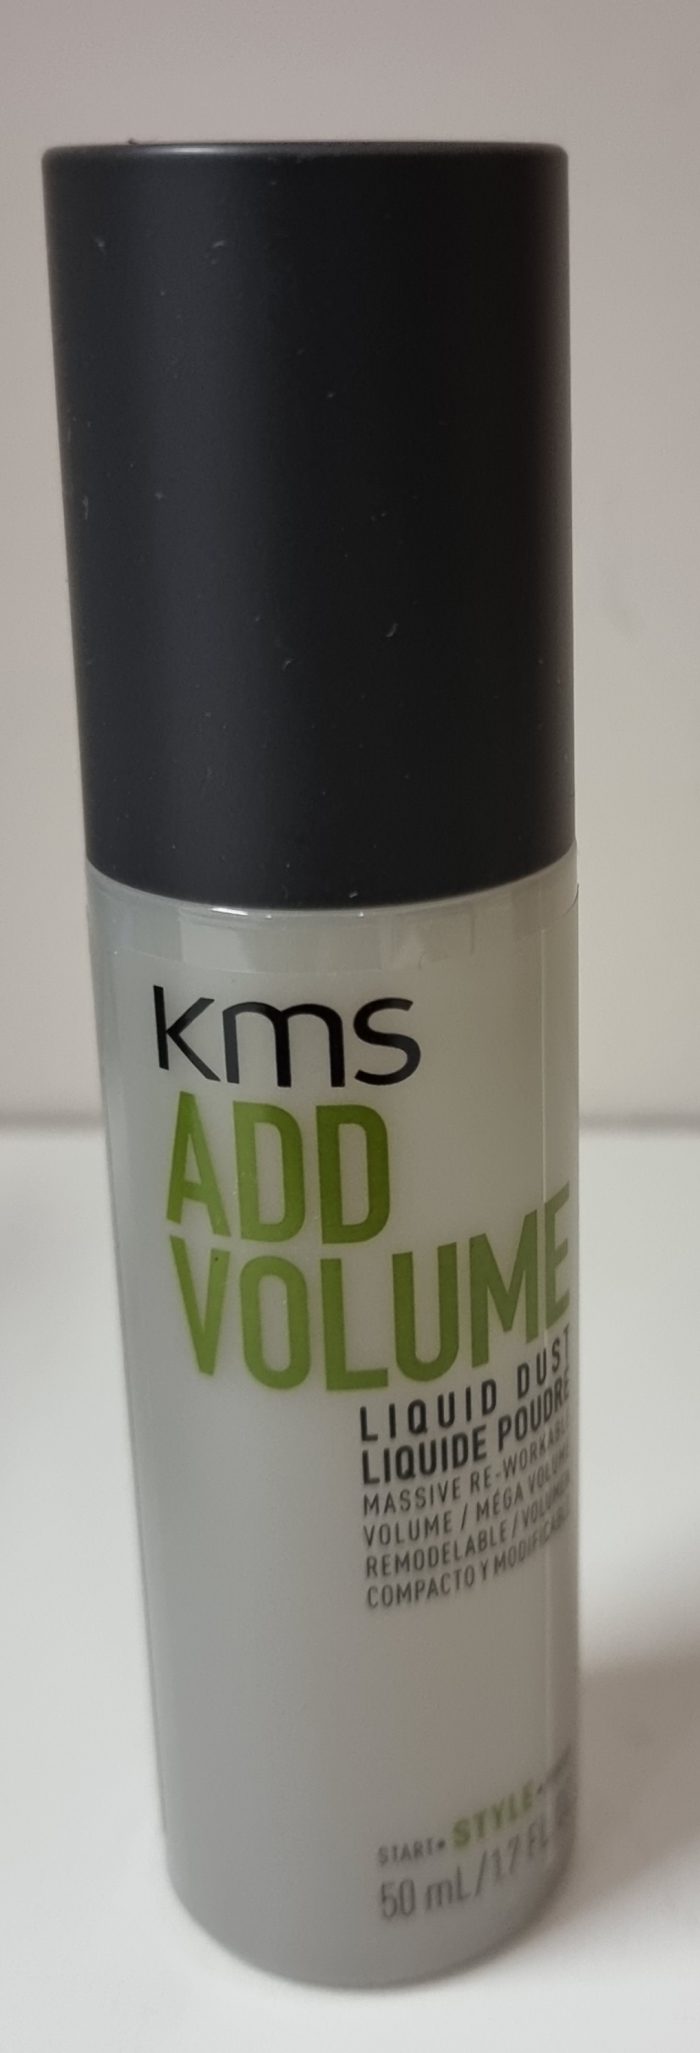 kms
ADD
VOLUME
LIQUID DUST
LIQUIDE POUDRE
MASSIVE RE-WORKABLE
VOLUME / MÉGA VOLUME
REMODELABLE / VOLUMEN
COMPACTO Y MODIFICABLE
START• STYLE•
50 mL/1.7 FL